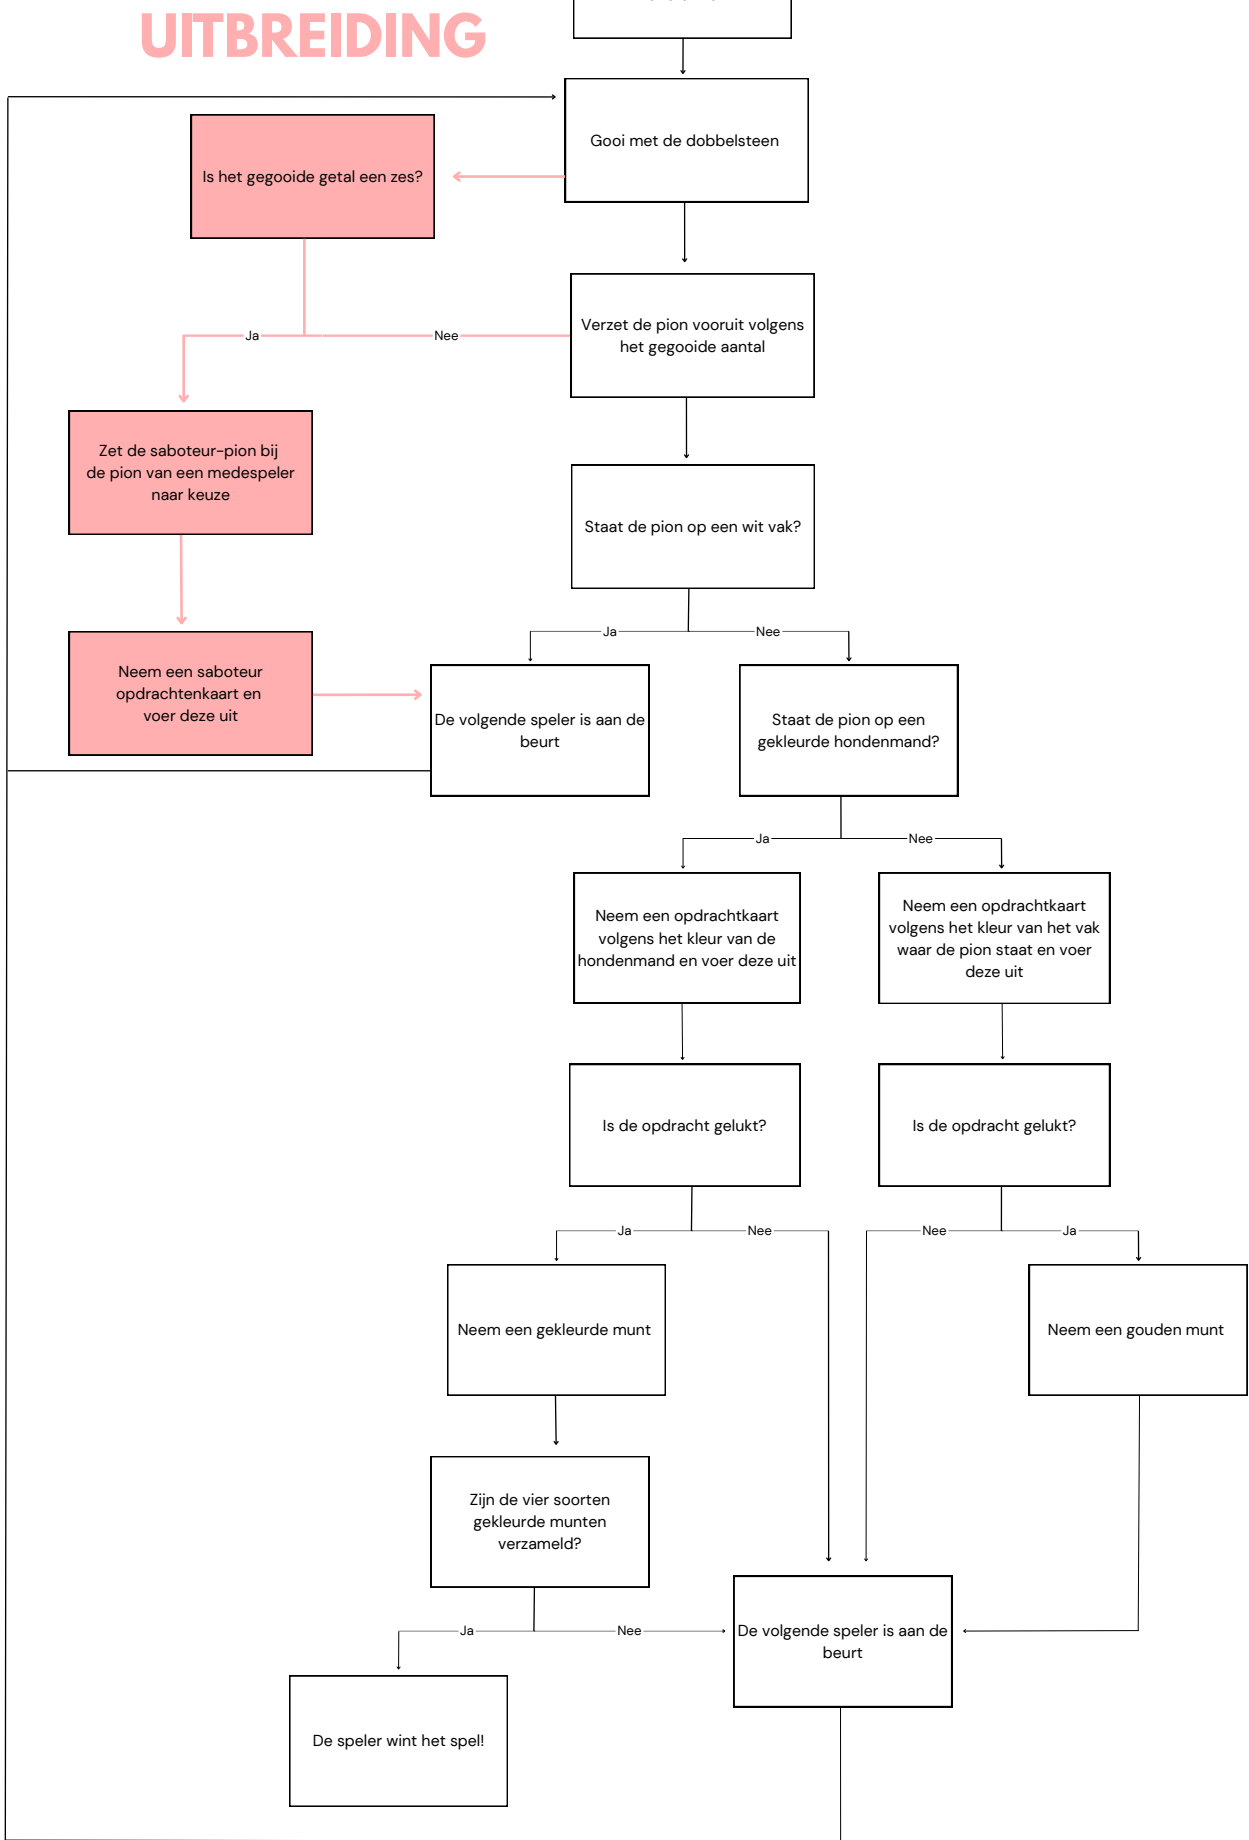 UITBREIDING
Gooi met de dobbelsteen
Is het gegooide getal een zes?
Verzet de pion vooruit volgens
het gegooide aantal
Ja
Nee
Zet de saboteur-pion bij
de pion van een medespeler
naar keuze
Staat de pion op een wit vak?
Ja
Nee
Neem een saboteur
opdrachtenkaart en
voer deze uit
De volgende speler is aan de
beurt
Staat de pion op een
gekleurde hondenmand?
Ja
Nee
Neem een opdrachtkaart
volgens het kleur van de
hondenmand en voer deze uit
Neem een opdrachtkaart
volgens het kleur van het vak
waar de pion staat en voer
deze uit
Is de opdracht gelukt?
Is de opdracht gelukt?
Ja
Nee
Nee
Ja
Neem een gekleurde munt
Neem een gouden munt
Zijn de vier soorten
gekleurde munten
verzameld?
Ja
Nee
De volgende speler is aan de
beurt
De speler wint het spel!